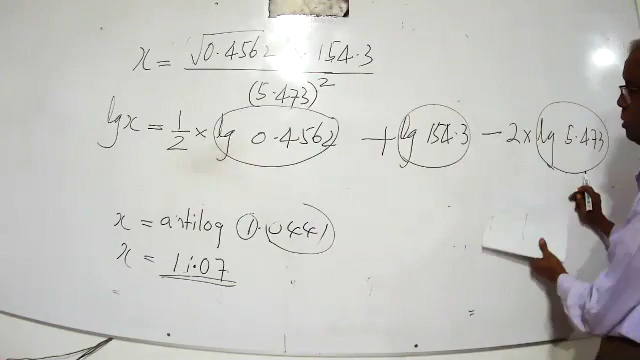 x = √0.4562 · 154.3 / (5.473)²
lg x = 1/2 × lg 0.4562 + lg 154.3 − 2 × lg 5.473
x = antilog 1.0441
x = 11.07
=
=